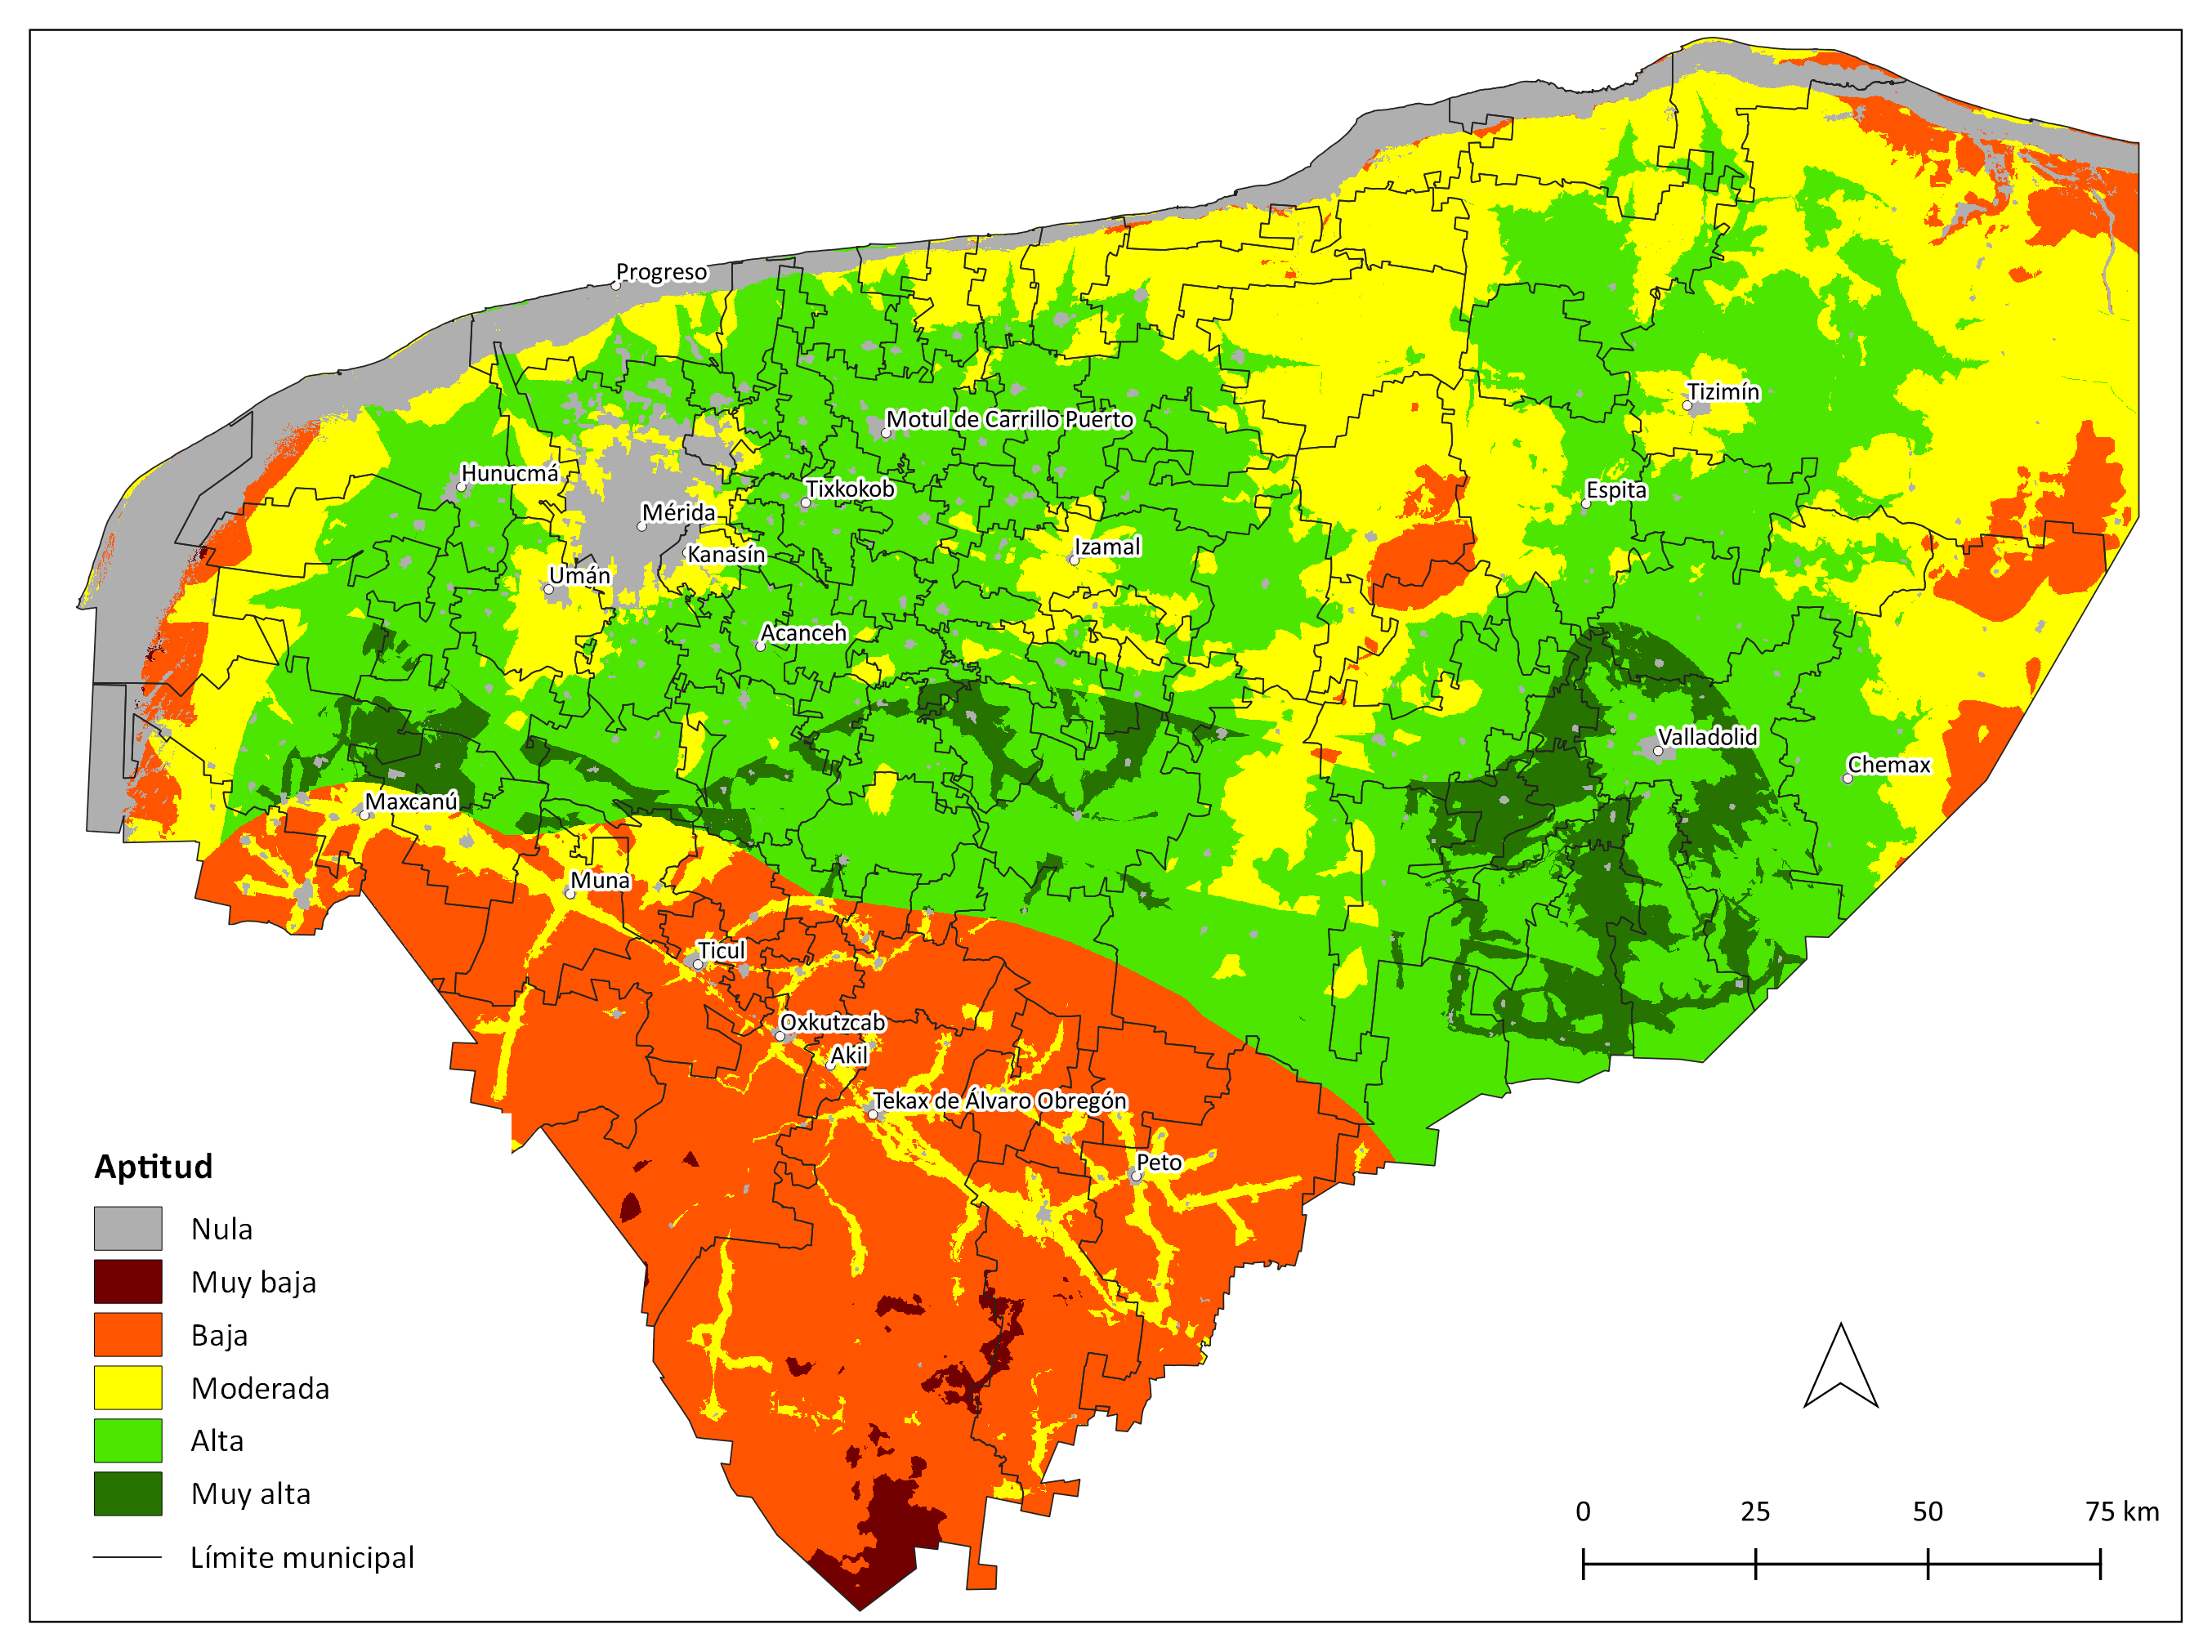 Progreso
Tizimín
Motul de Carrillo Puerto
Hunucmá
Tixkokob
Espita
Mérida
Izamal
Kanasín
Umán
Acanceh
Valladolid
Chemax
Maxcanú
Muna
Ticul
Oxkutzcab
Akil
Tekax de Álvaro Obregón
Peto
Aptitud
Nula
Muy baja
Baja
Moderada
Alta
Muy alta
Límite municipal
0 25 50 75 km